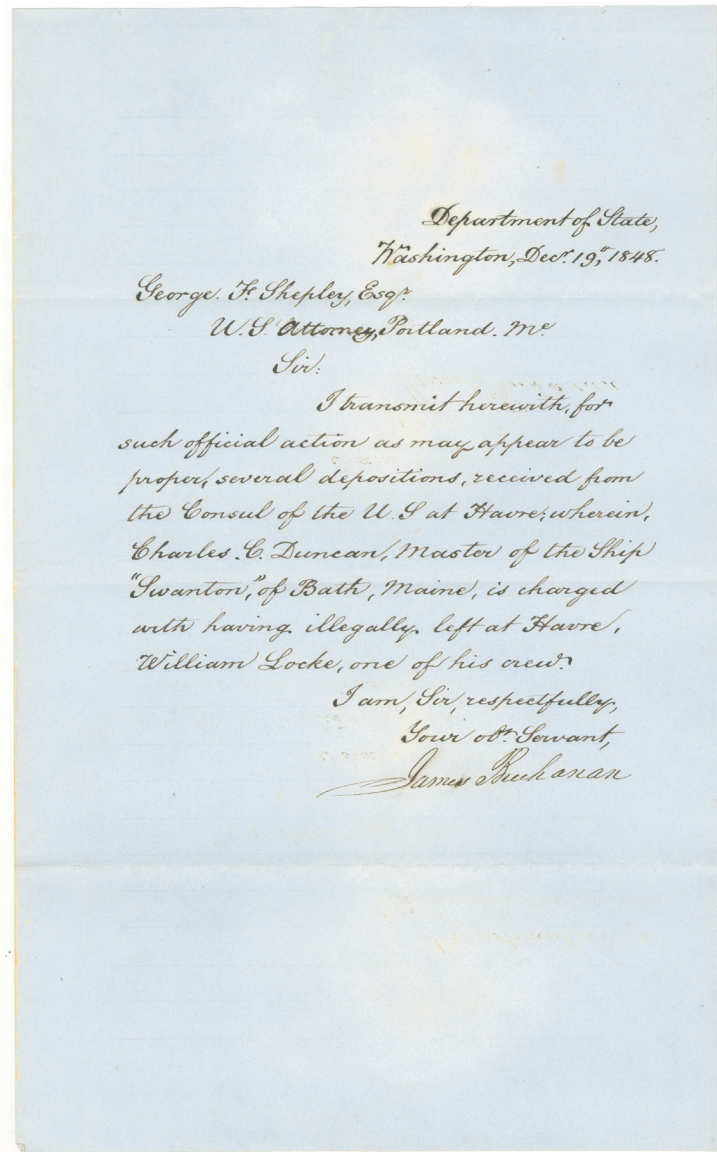 Department of State,
Washington, Decr. 19th, 1848.
George. F. Shepley, Esqr.
U. S. Attorney, Portland. Me.
Sir:
I transmit herewith, for
such official action as may appear to be
proper, several depositions, received from
the Consul of the U. S at Havre, wherein,
Charles. C. Duncan, Master of the Ship
"Swanton," of Bath, Maine, is charged
with having illegally left at Havre,
William Locke, one of his crew.
I am, Sir, respectfully,
Your obt. Servant,
James Buchanan